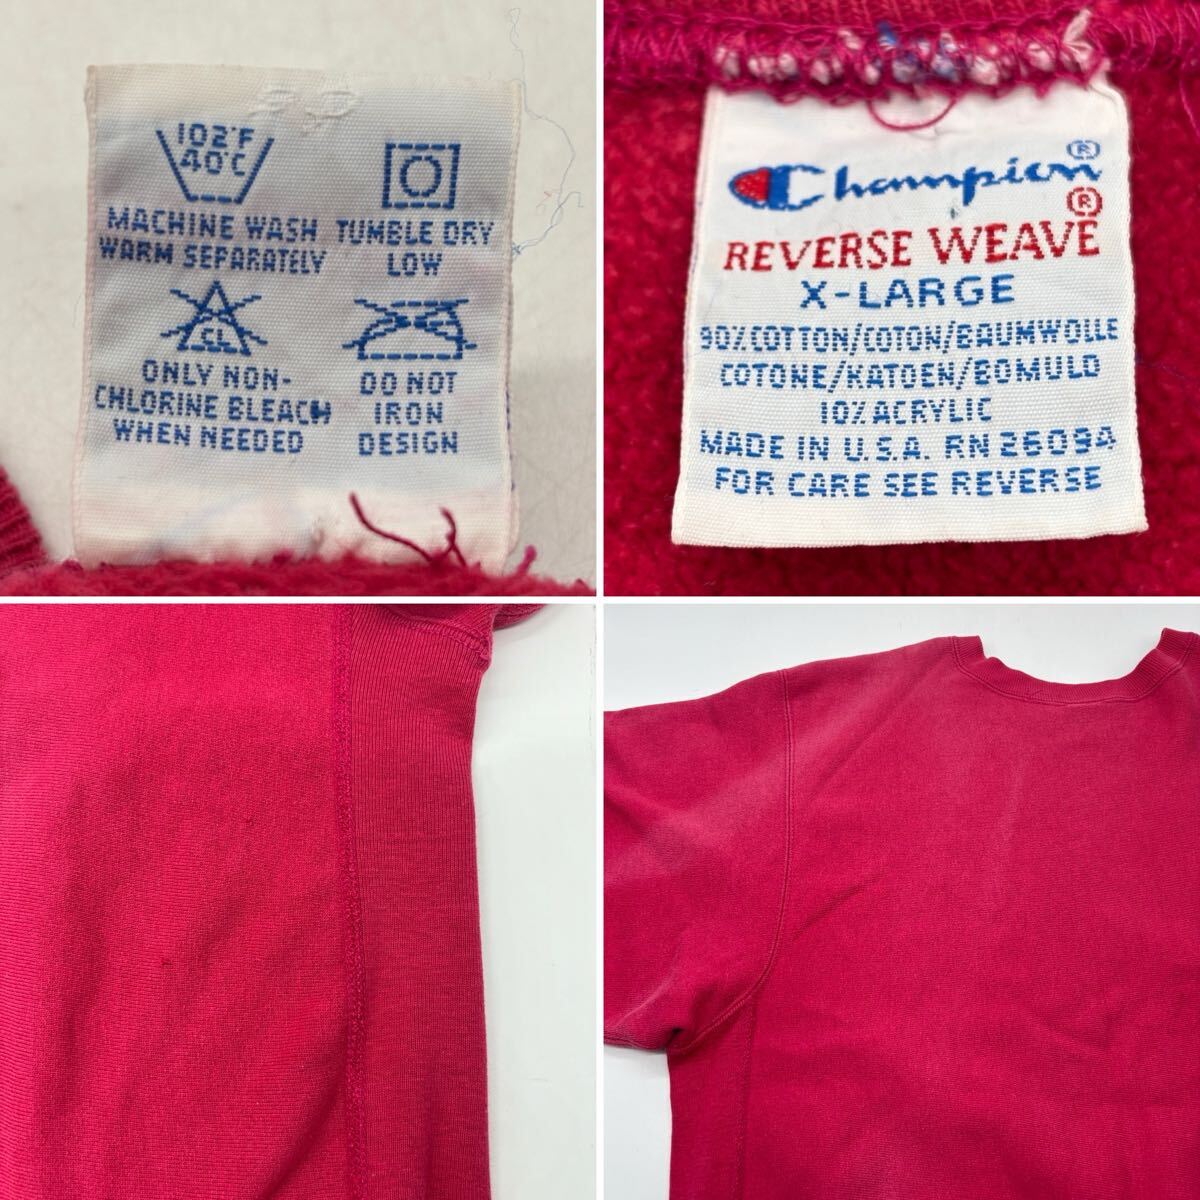 102°F
40°C
MACHINE WASH
WARM SEPARATELY
TUMBLE DRY
LOW
CL
ONLY NON-
CHLORINE BLEACH
WHEN NEEDED
DO NOT
IRON
DESIGN
Champion®
REVERSE WEAVE®
X-LARGE
90% COTTON/COTON/BAUMWOLLE
COTONE/KATOEN/BOMULD
10% ACRYLIC
MADE IN U.S.A. RN 26094
FOR CARE SEE REVERSE